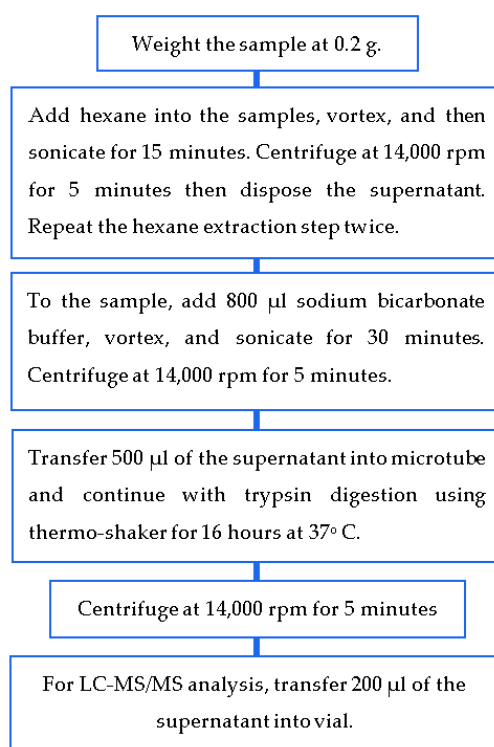 Weight the sample at 0.2 g.
Add hexane into the samples, vortex, and then
sonicate for 15 minutes. Centrifuge at 14,000 rpm
for 5 minutes then dispose the supernatant.
Repeat the hexane extraction step twice.
To the sample, add 800 µl sodium bicarbonate
buffer, vortex, and sonicate for 30 minutes.
Centrifuge at 14,000 rpm for 5 minutes.
Transfer 500 µl of the supernatant into microtube
and continue with trypsin digestion using
thermo-shaker for 16 hours at 37° C.
Centrifuge at 14,000 rpm for 5 minutes
For LC-MS/MS analysis, transfer 200 µl of the
supernatant into vial.